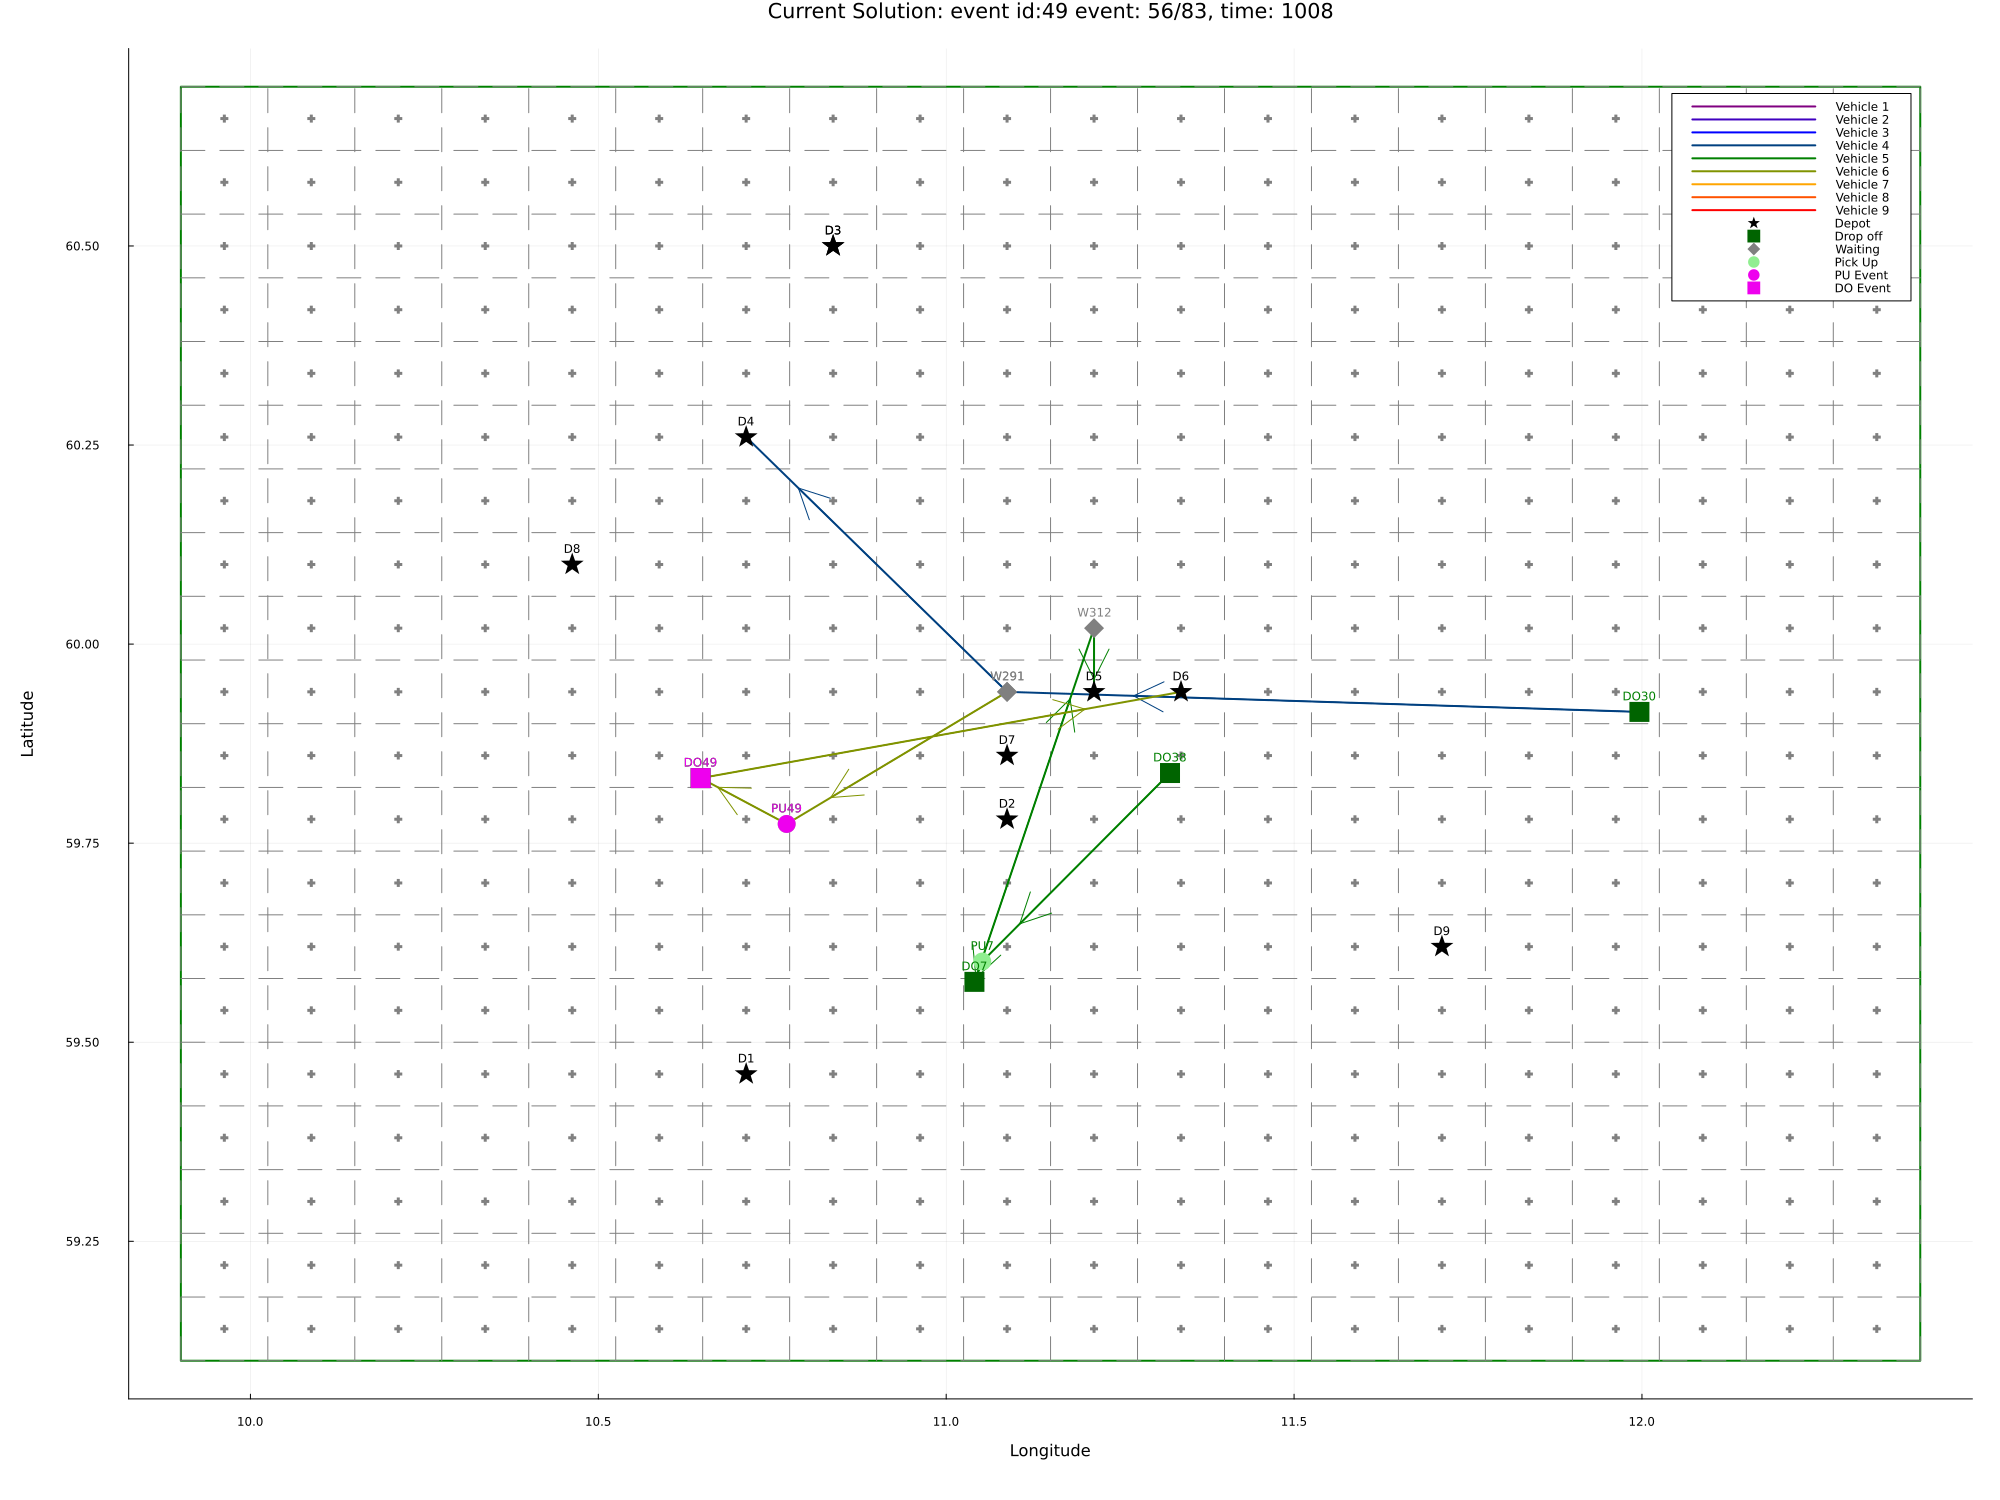 Current Solution: event id:49 event: 56/83, time: 1008
Vehicle 1
Vehicle 2
Vehicle 3
Vehicle 4
Vehicle 5
Vehicle 6
Vehicle 7
Vehicle 8
Vehicle 9
Depot
Drop off
Waiting
Pick Up
PU Event
DO Event
D3
60.50
D4
60.25
D8
W312
60.00
W291
D5
D6
DO30
D7
DO38
DO49
PU49
D2
59.75
Latitude
D9
PU7
DO7
59.50
D1
59.25
10.0
10.5
11.0
11.5
12.0
Longitude